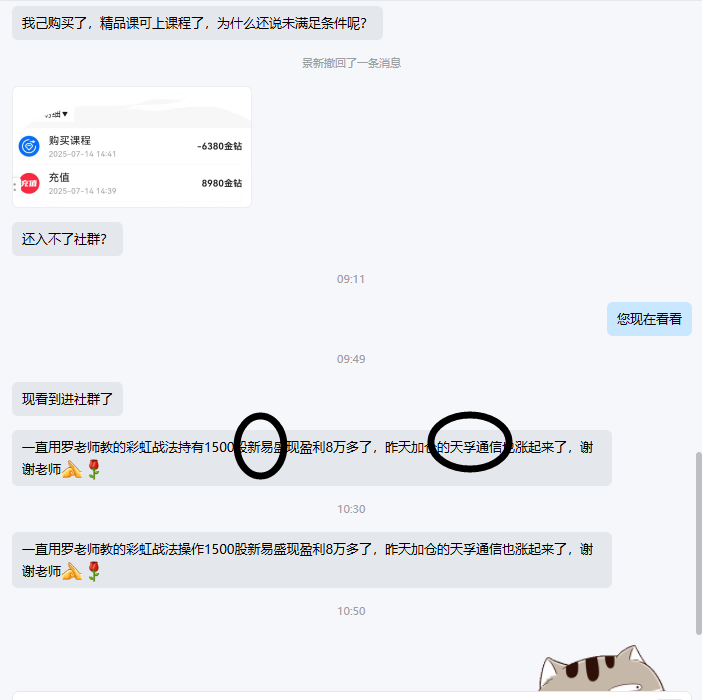 我己购买了，精品课可上课程了，为什么还说未满足条件呢？
景新撤回了一条消息
购买课程
-6380金钻
2025-07-14 14:41
充值
充值
8980金钻
2025-07-14 14:39
还入不了社群？
09:11
您现在看看
09:49
现看到进社群了
一直用罗老师教的彩虹战法持有1500股新易盛现盈利8万多了，昨天加仓的天孚通信也涨起来了，谢
谢老师
10:30
一直用罗老师教的彩虹战法操作1500股新易盛现盈利8万多了，昨天加仓的天孚通信也涨起来了，谢
谢老师
10:50